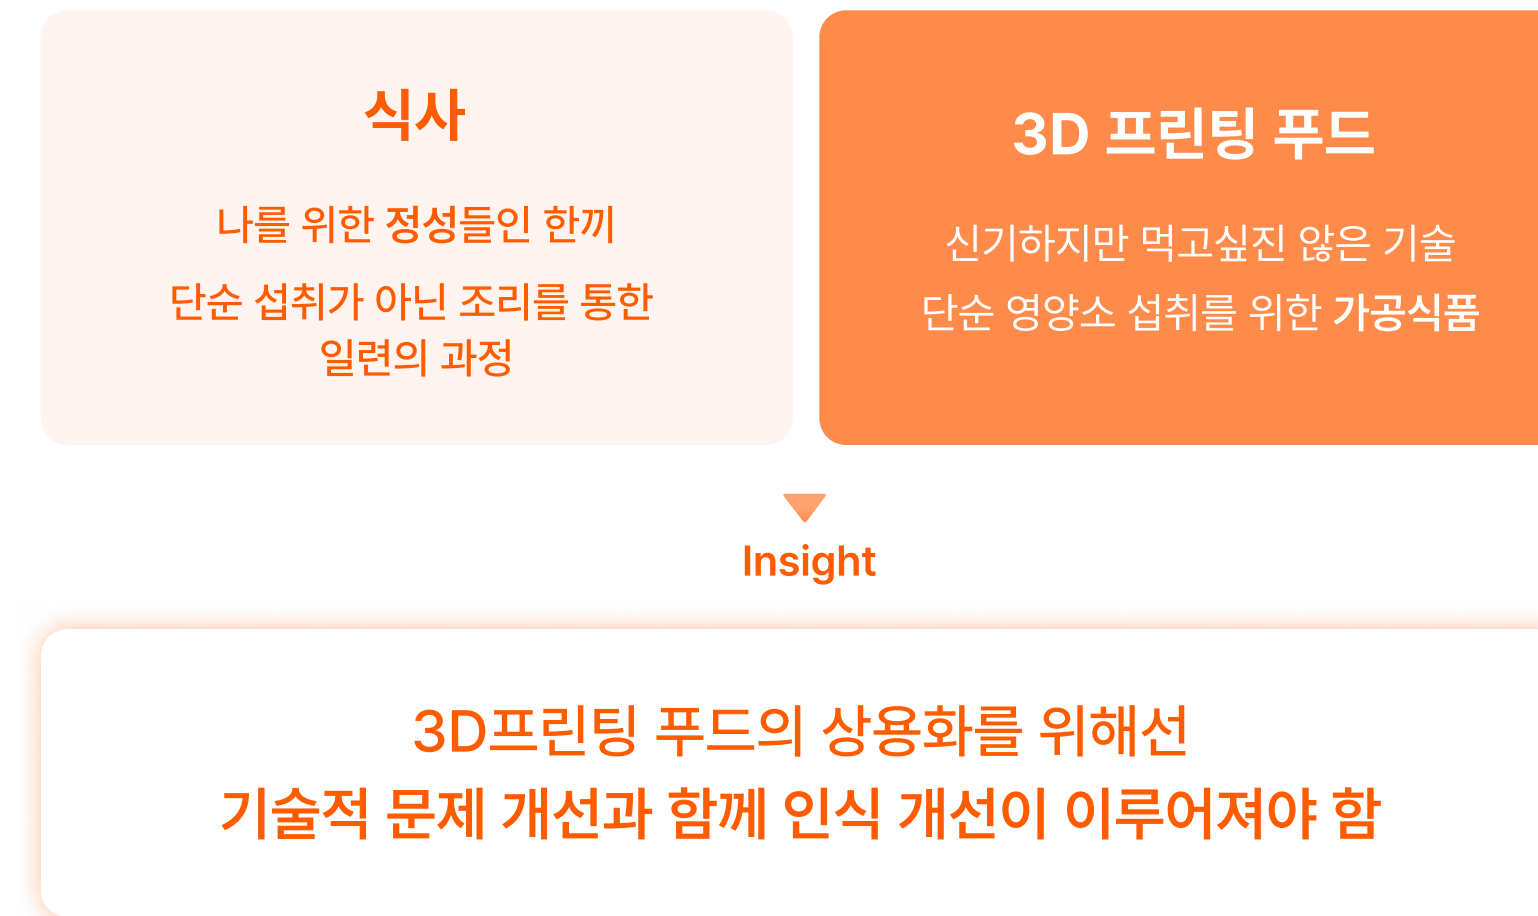 식사
나를 위한 정성들인 한끼
단순 섭취가 아닌 조리를 통한
일련의 과정
3D 프린팅 푸드
신기하지만 먹고싶진 않은 기술
단순 영양소 섭취를 위한 가공식품
Insight
3D프린팅 푸드의 상용화를 위해선
기술적 문제 개선과 함께 인식 개선이 이루어져야 함